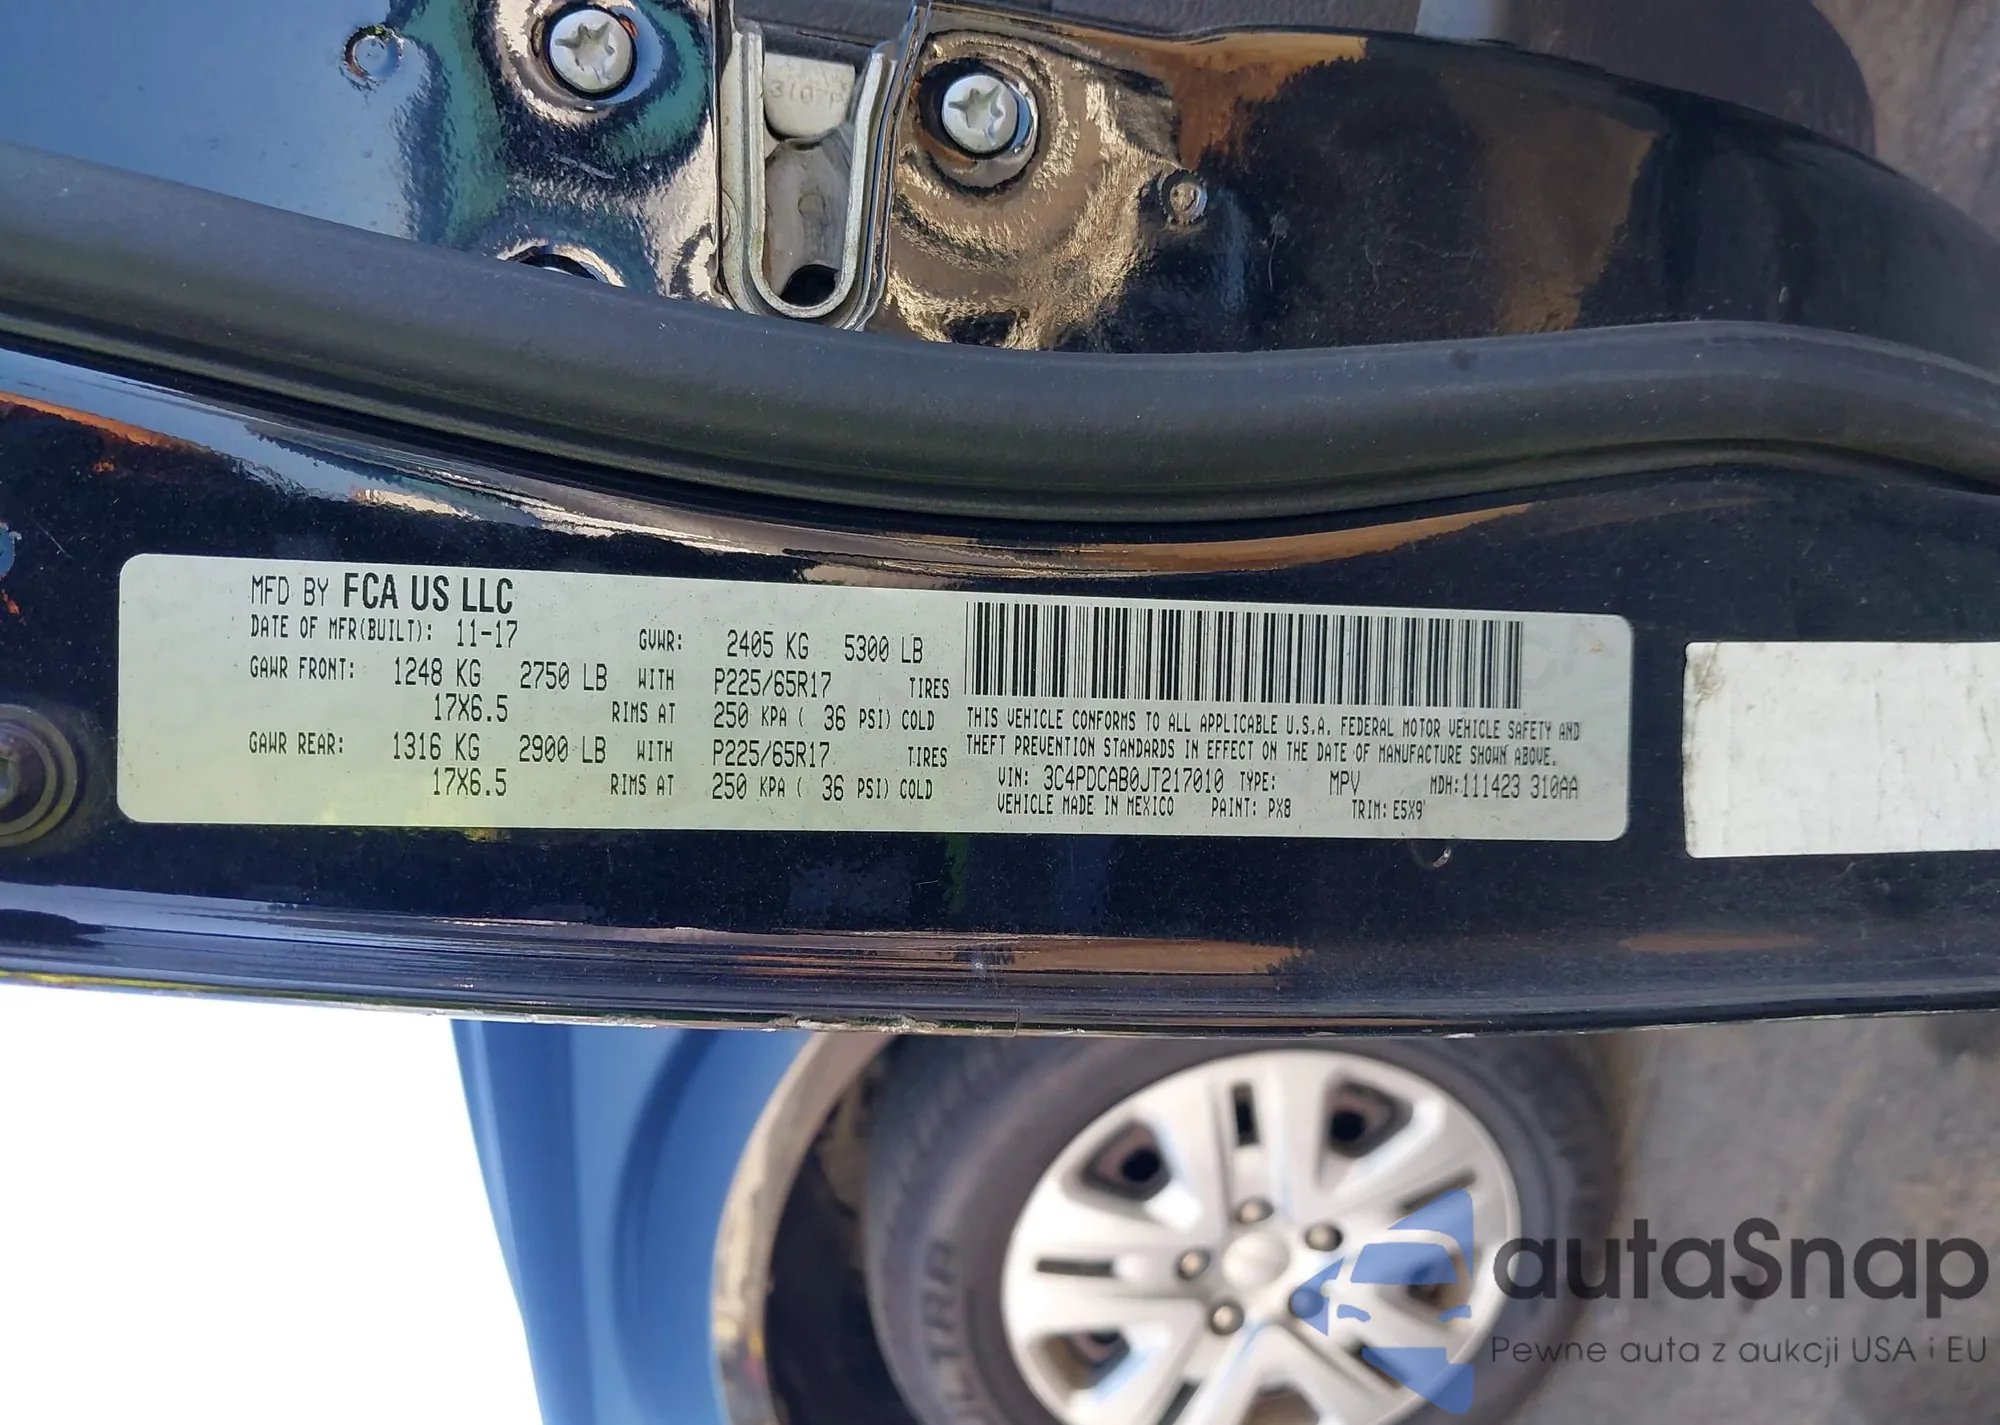 310-P
MFD BY FCA US LLC
DATE OF MFR(BUILT): 11-17 GVWR: 2405 KG 5300 LB
GAWR FRONT: 1248 KG 2750 LB WITH P225/65R17 TIRES
17X6.5 RIMS AT 250 KPA ( 36 PSI) COLD
GAWR REAR: 1316 KG 2900 LB WITH P225/65R17 TIRES
17X6.5 RIMS AT 250 KPA ( 36 PSI) COLD
THIS VEHICLE CONFORMS TO ALL APPLICABLE U.S.A. FEDERAL MOTOR VEHICLE SAFETY AND
THEFT PREVENTION STANDARDS IN EFFECT ON THE DATE OF MANUFACTURE SHOWN ABOVE.
VIN: 3C4PDCAB0JT217010 TYPE: MPV MDH:111423 310AA
VEHICLE MADE IN MEXICO PAINT: PX8 TRIM: E5X9
autaSnap
Pewne auta z aukcji USA i EU